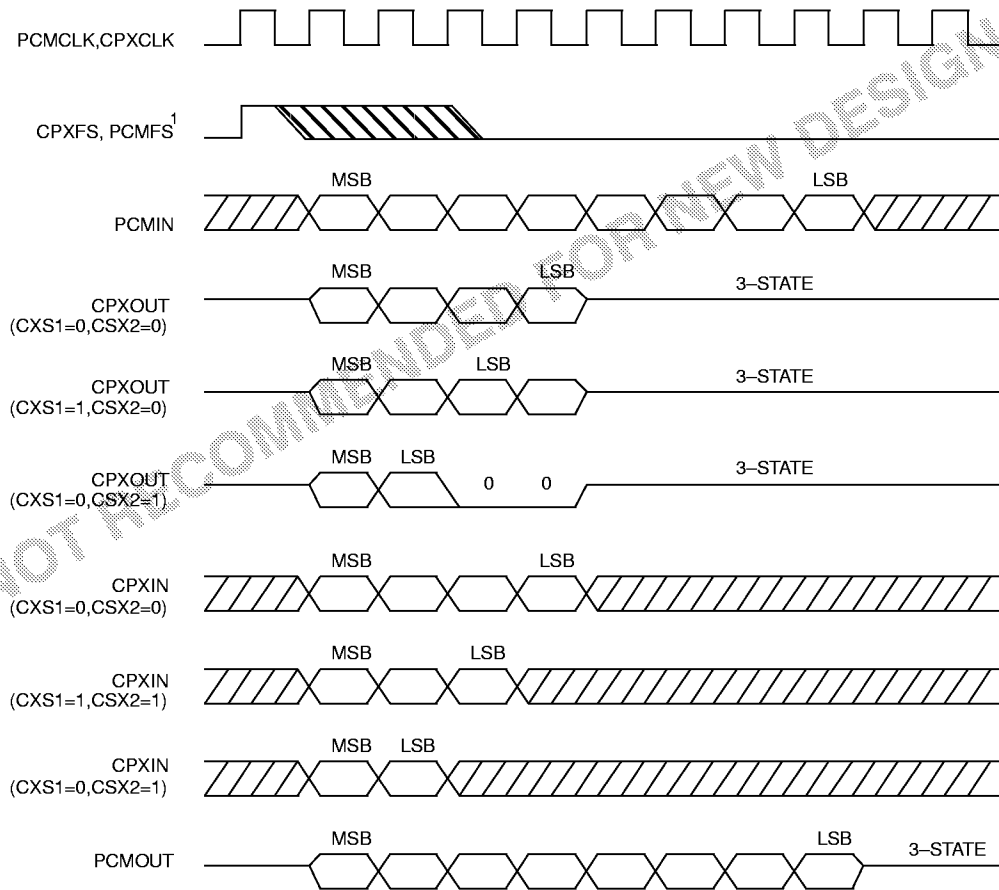 PCMCLK,CPXCLK
CPXFS, PCMFS 1
MSB LSB
PCMIN
MSB LSB 3–STATE
CPXOUT
(CXS1=0,CSX2=0)
MSB LSB 3–STATE
CPXOUT
(CXS1=1,CSX2=0)
MSB LSB 0 0 3–STATE
CPXOUT
(CXS1=0,CSX2=1)
MSB LSB
CPXIN
(CXS1=0,CSX2=0)
MSB LSB
CPXIN
(CXS1=1,CSX2=1)
MSB LSB
CPXIN
(CXS1=0,CSX2=1)
MSB LSB 3–STATE
PCMOUT
NOT RECOMMENDED FOR NEW DESIGN